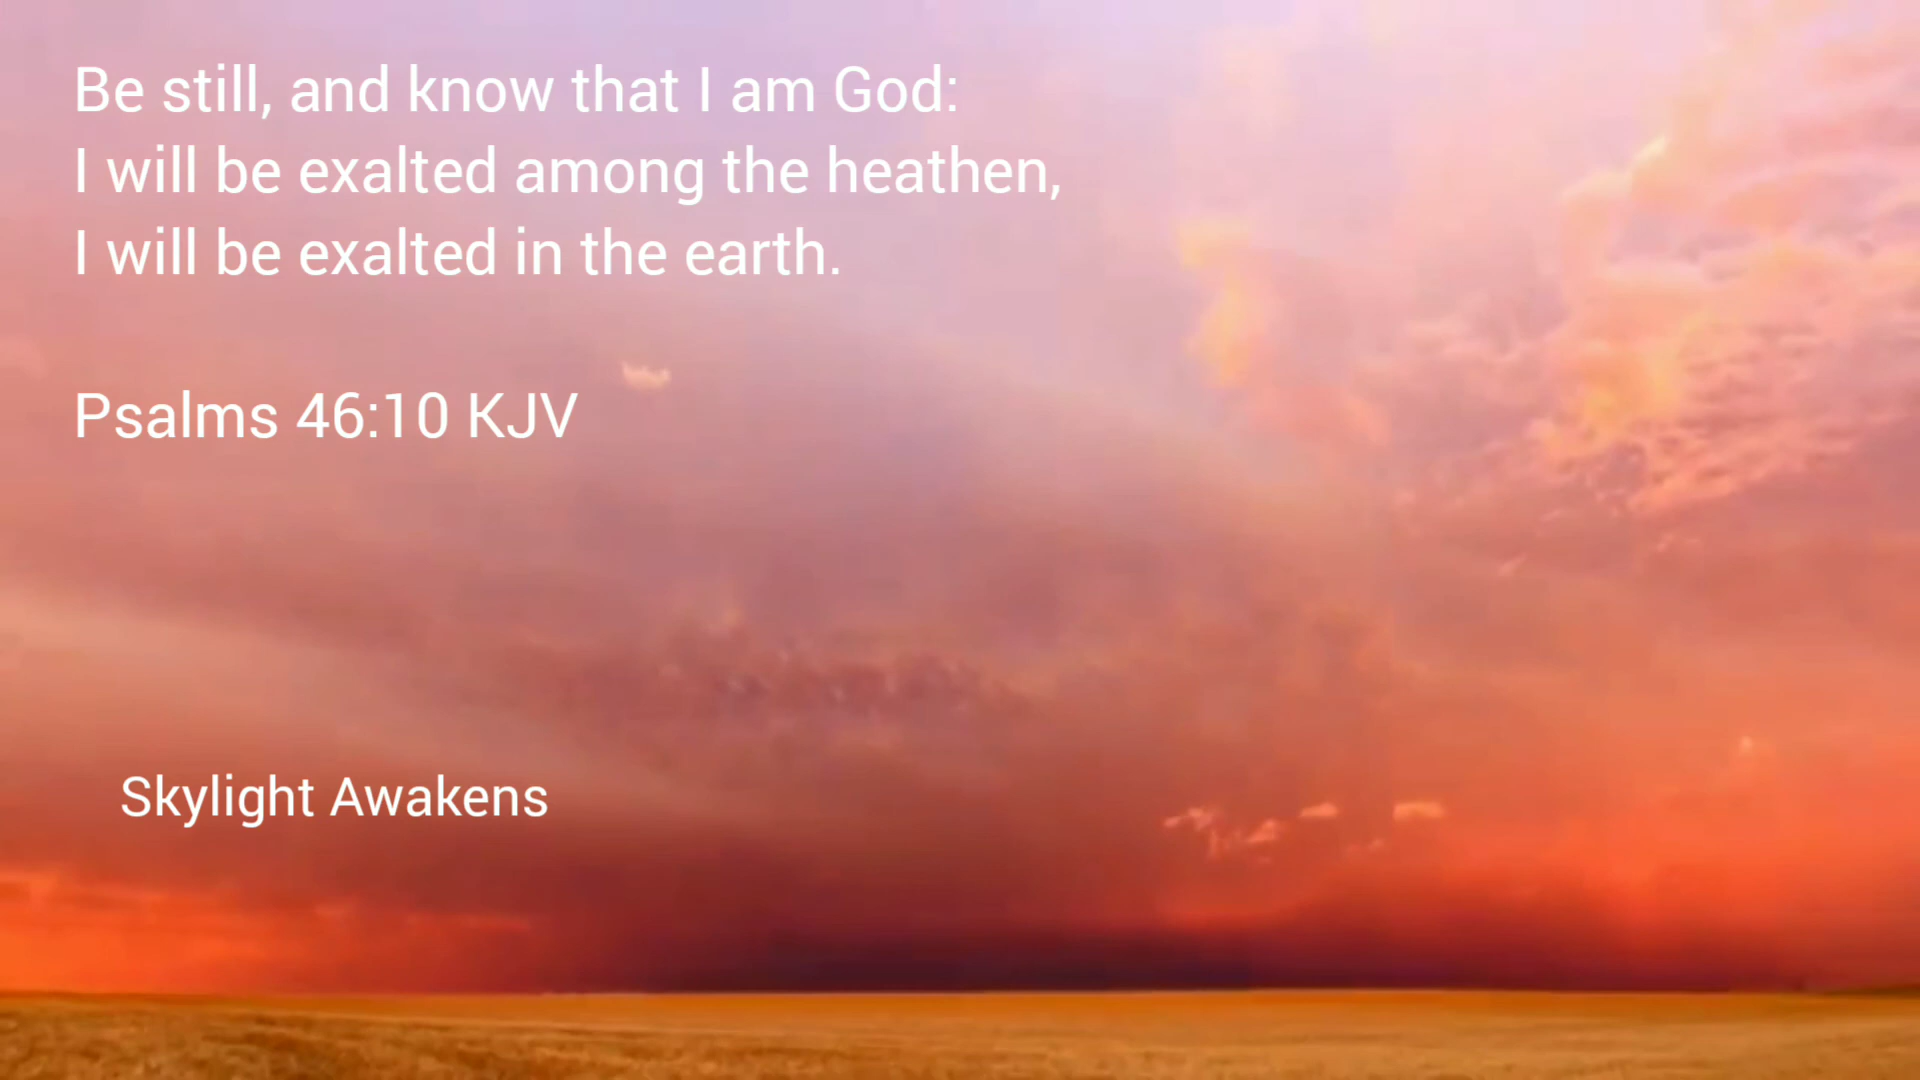 Be still, and know that I am God:
I will be exalted among the heathen,
I will be exalted in the earth.
Psalms 46:10 KJV
Skylight Awakens